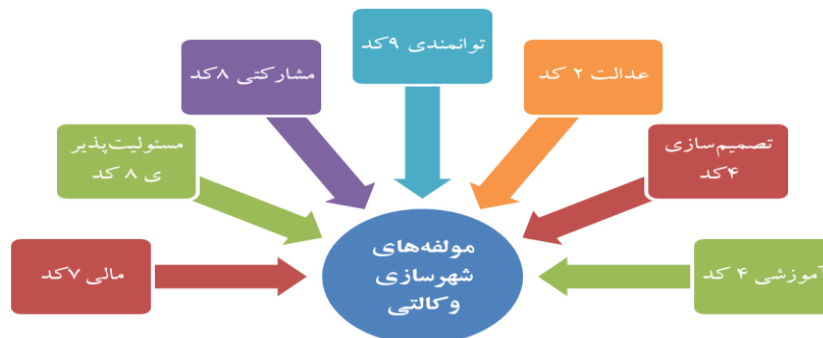 توانمندی ۹کد
مشارکتی ۸کد
عدالت ۲ کد
مسئولیت‌پذیر
ی ۸ کد
تصمیم‌سازی
۴کد
مالی ۷کد
مولفه‌های
شهرسازی
وکالتی
آموزشی ۴ کد